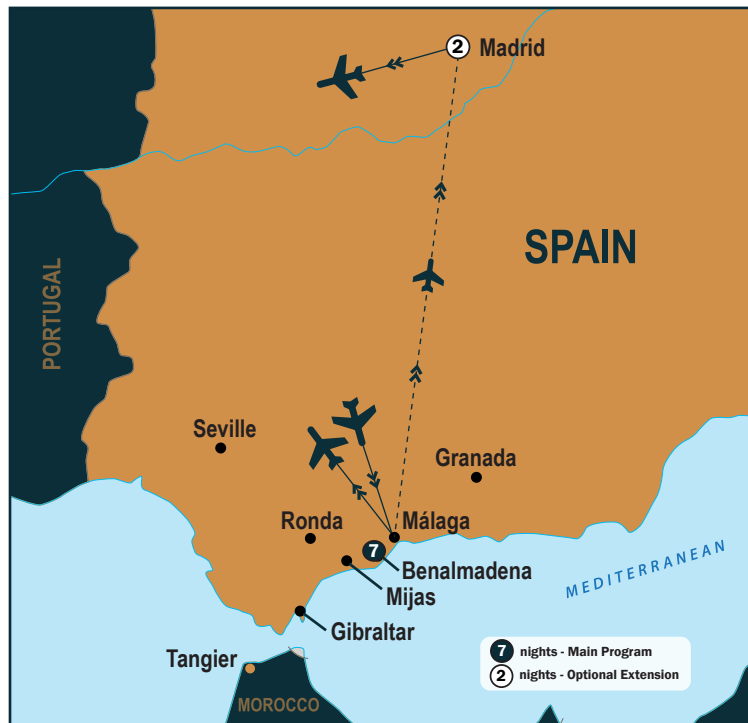 2 Madrid
SPAIN
PORTUGAL
Seville
Granada
Ronda
Málaga
7
Benalmadena
Mijas
MEDITERRANEAN
Gibraltar
Tangier
MOROCCO
7 nights - Main Program
2 nights - Optional Extension